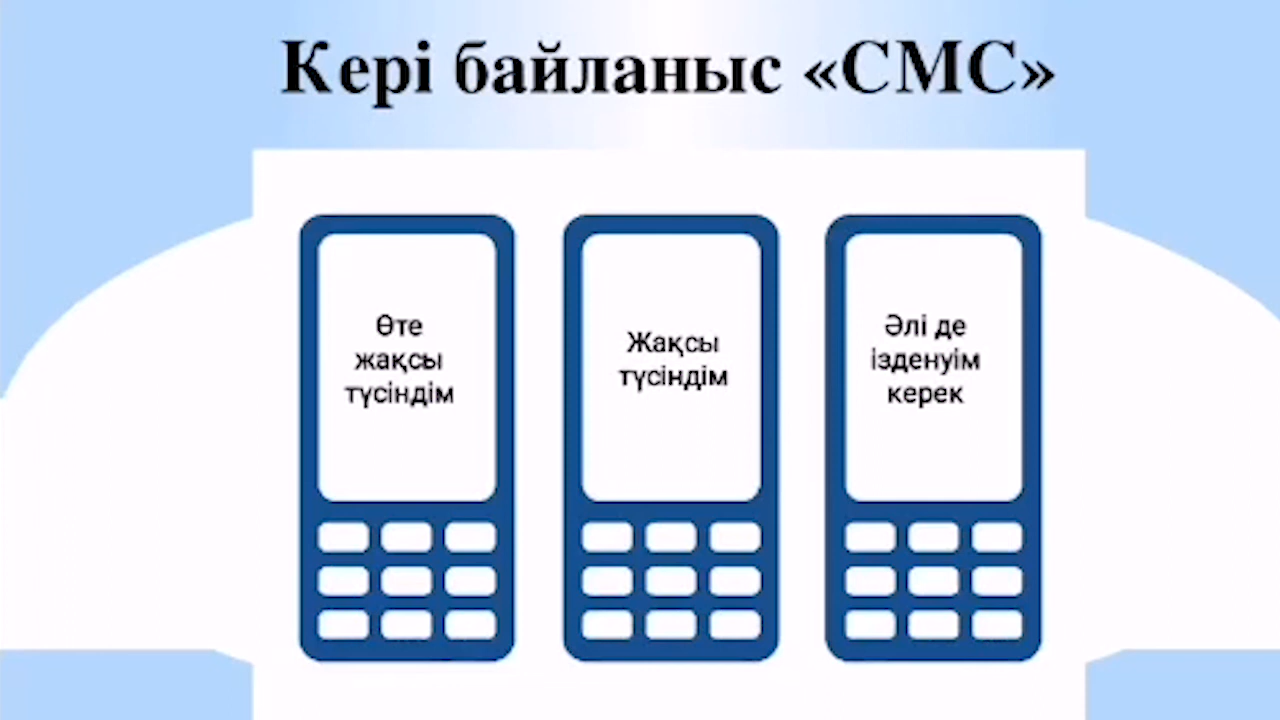 Кері байланыс «СМС»
Өте
жақсы
түсіндім
Жақсы
түсіндім
Әлі де
ізденуім
керек